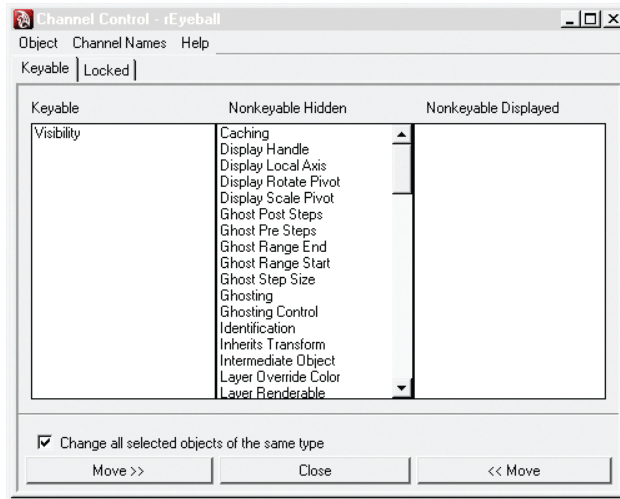 Channel Control - rEyeball
Object Channel Names Help
Keyable Locked
Keyable Nonkeyable Hidden Nonkeyable Displayed
Visibility
Caching
Display Handle
Display Local Axis
Display Rotate Pivot
Display Scale Pivot
Ghost Post Steps
Ghost Pre Steps
Ghost Range End
Ghost Range Start
Ghost Step Size
Ghosting
Ghosting Control
Identification
Inherits Transform
Intermediate Object
Layer Override Color
Layer Renderable
Change all selected objects of the same type
Move >> Close << Move